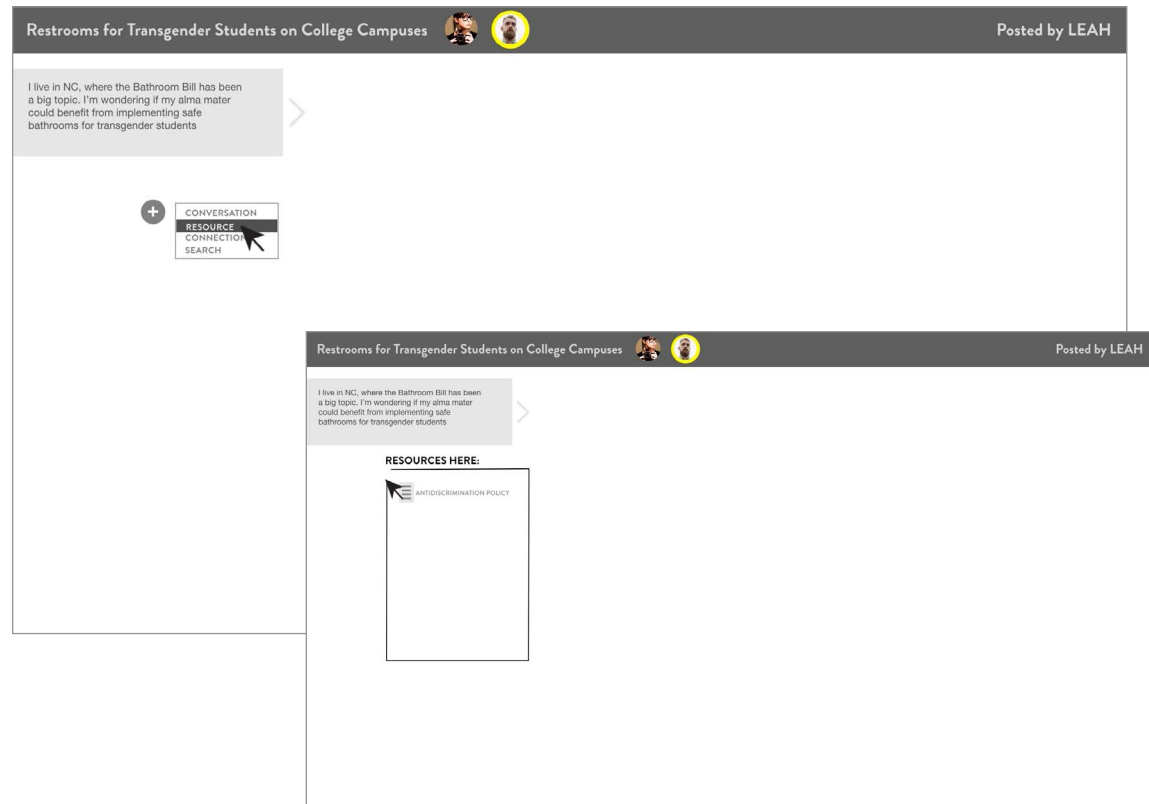 Restrooms for Transgender Students on College Campuses
Posted by LEAH
I live in NC, where the Bathroom Bill has been
a big topic. I'm wondering if my alma mater
could benefit from implementing safe
bathrooms for transgender students
CONVERSATION
RESOURCE
CONNECTION
SEARCH
Restrooms for Transgender Students on College Campuses
Posted by LEAH
I live in NC, where the Bathroom Bill has been
a big topic. I'm wondering if my alma mater
could benefit from implementing safe
bathrooms for transgender students
RESOURCES HERE:
ANTIDISCRIMINATION POLICY